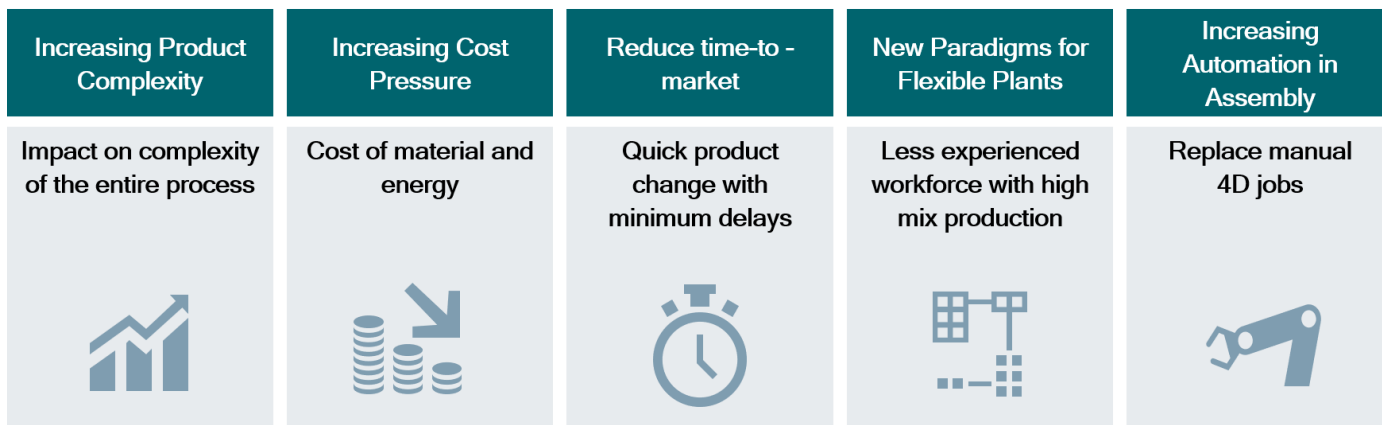 Increasing Product
Complexity
Impact on complexity
of the entire process
Increasing Cost
Pressure
Cost of material and
energy
Reduce time-to -
market
Quick product
change with
minimum delays
New Paradigms for
Flexible Plants
Less experienced
workforce with high
mix production
Increasing
Automation in
Assembly
Replace manual
4D jobs